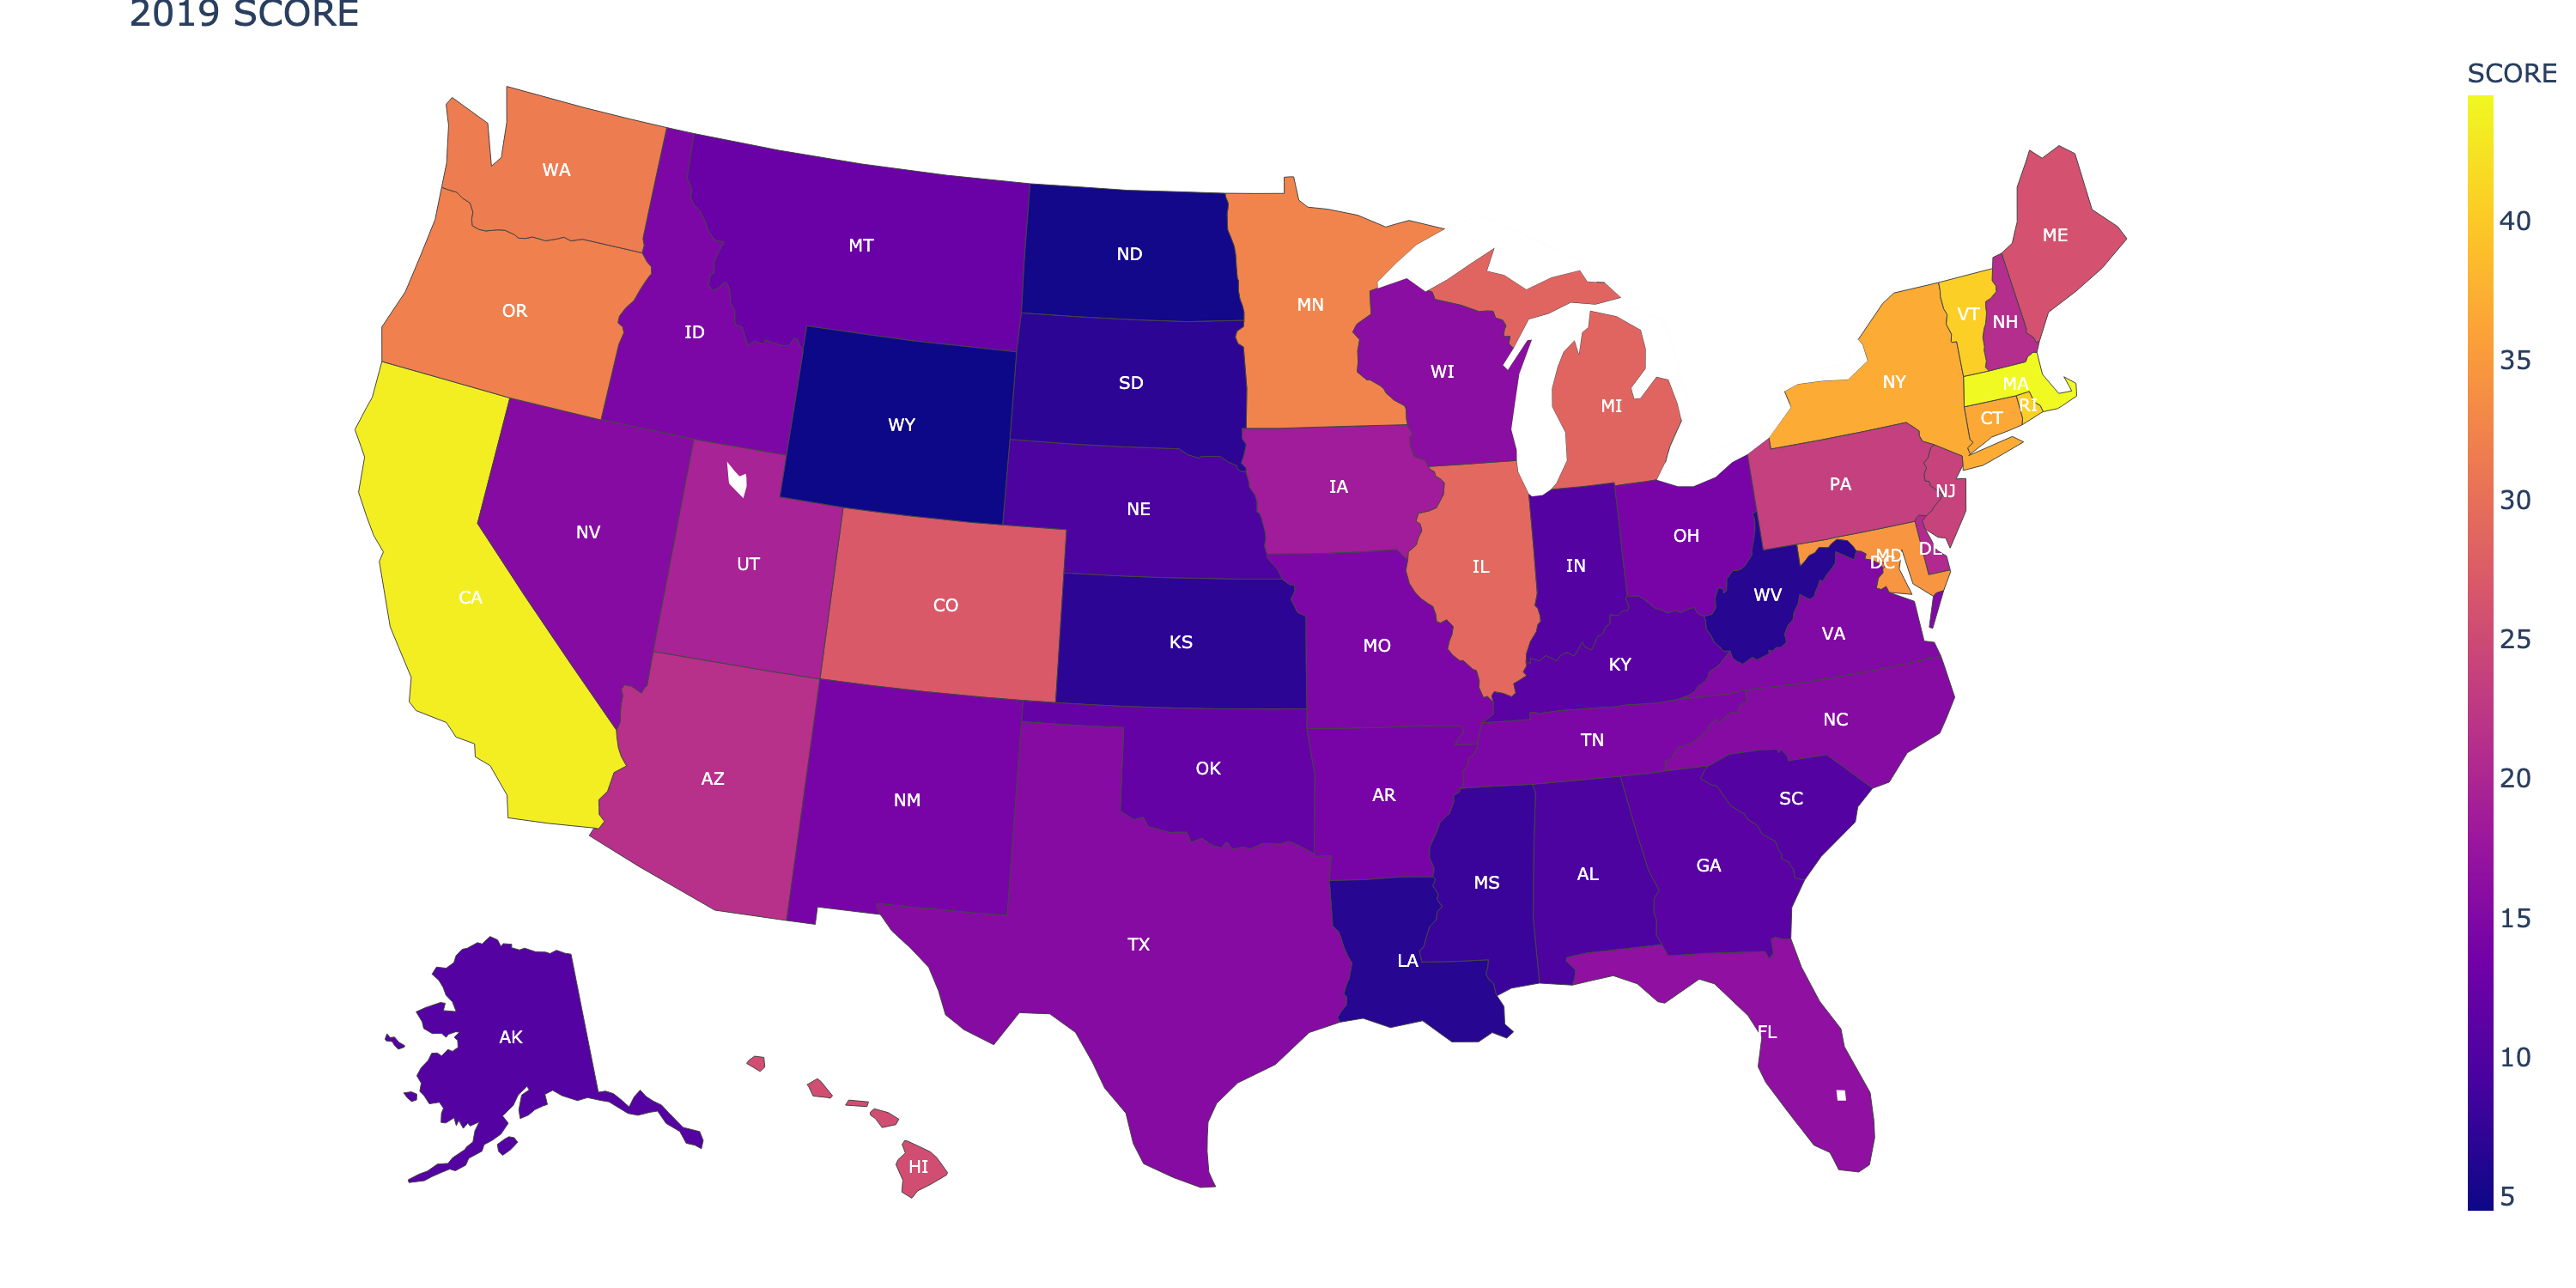 2019 SCORE
SCORE
WA
ME
MT
ND
MN
OR
VT
NH
ID
WI
SD
NY
MA
RI
MI
CT
WY
PA
IA
NJ
NE
NV
OH
DE
MD
DC
UT
IL
IN
WV
CA
CO
VA
KS
MO
KY
NC
TN
OK
AZ
AR
NM
SC
GA
AL
MS
TX
LA
FL
AK
HI
40
35
30
25
20
15
10
5